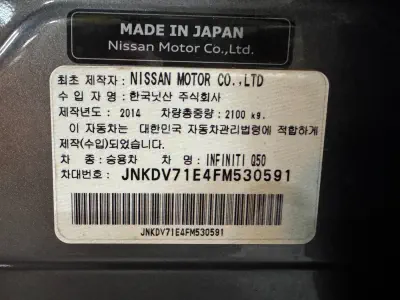 MADE IN JAPAN
Nissan Motor Co.,Ltd.
최초 제작자 : NISSAN MOTOR CO.,LTD
수 입 자 명 : 한국닛산 주식회사
제작년도 : 2014 차량총중량 : 2100 kg.
이 자동차는 대한민국 자동차관리법령에 적합하게
제작(수입)되었습니다.
차 종 : 승용차 차 명 : INFINITI Q50
차대번호 : JNKDV71E4FM530591
JNKDV71E4FM530591